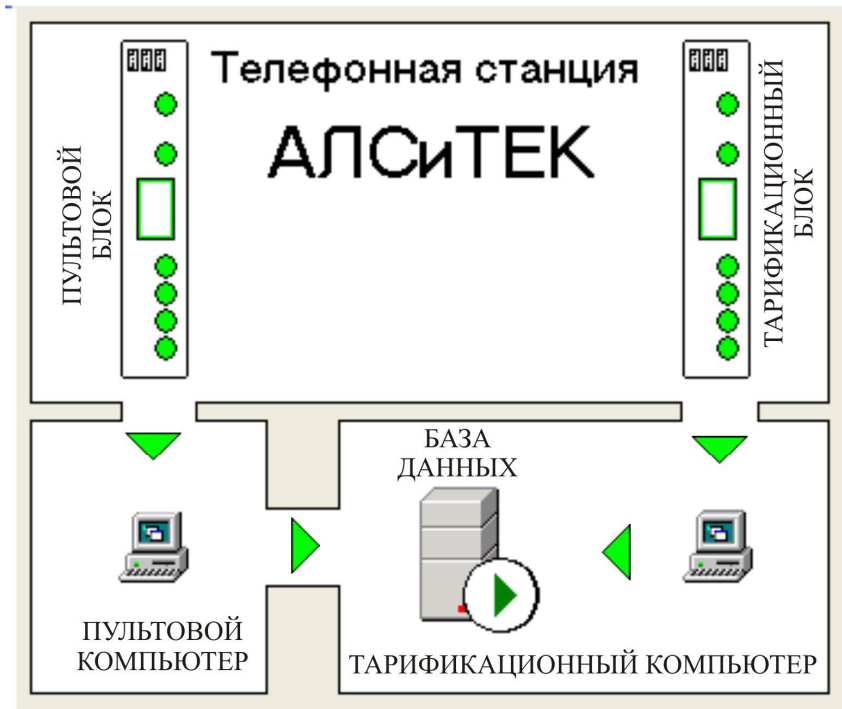 Телефонная станция
АЛСиТЕК
ПУЛЬТОВОЙ
БЛОК
ТАРИФИКАЦИОННЫЙ
БЛОК
БАЗА
ДАННЫХ
ПУЛЬТОВОЙ
КОМПЬЮТЕР
ТАРИФИКАЦИОННЫЙ КОМПЬЮТЕР